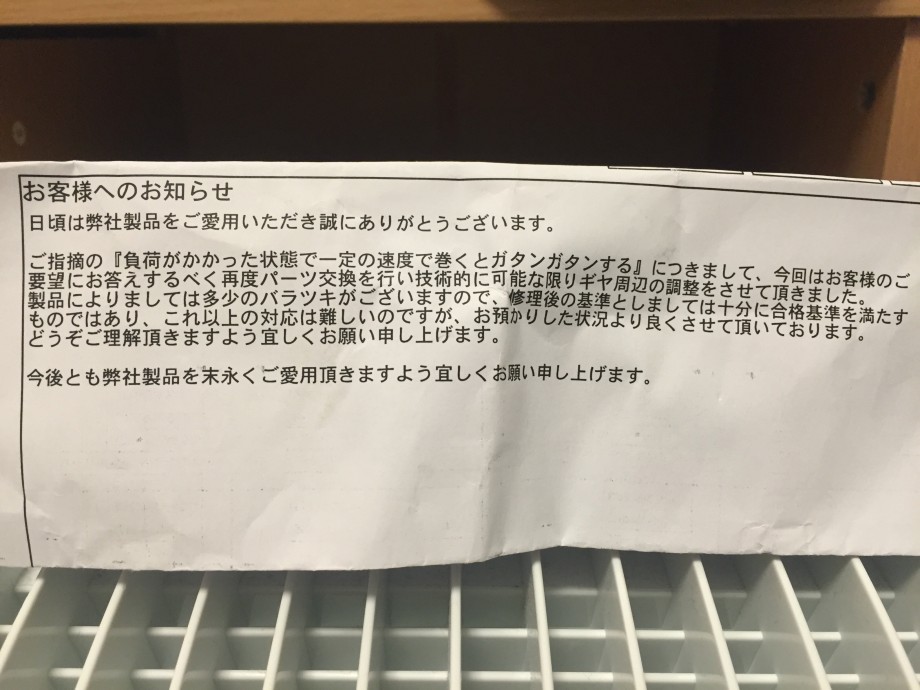 お客様へのお知らせ
日頃は弊社製品をご愛用いただき誠にありがとうございます。
ご指摘の『負荷がかかった状態で一定の速度で巻くとガタンガタンする』につきまして、今回はお客様のご
要望にお答えするべく再度パーツ交換を行い技術的に可能な限りギヤ周辺の調整をさせて頂きました。
製品によりましては多少のバラツキがございますので、修理後の基準としましては十分に合格基準を満たす
ものではあり、これ以上の対応は難しいのですが、お預かりした状況より良くさせて頂いております。
どうぞご理解頂きますよう宜しくお願い申し上げます。
今後とも弊社製品を末永くご愛用頂きますよう宜しくお願い申し上げます。